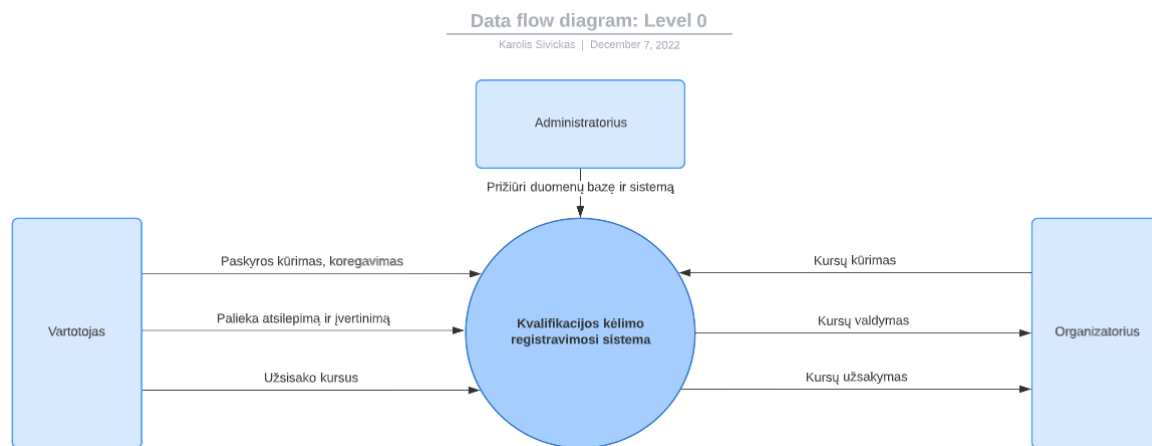 Data flow diagram: Level 0
Karolis Sivickas | December 7, 2022
Administratorius
Prižiūri duomenų bazę ir sistemą
Vartotojas
Paskyros kūrimas, koregavimas
Palieka atsilepimą ir įvertinimą
Užsisako kursus
Kvalifikacijos kėlimo
registravimosi sistema
Kursų kūrimas
Kursų valdymas
Kursų užsakymas
Organizatorius